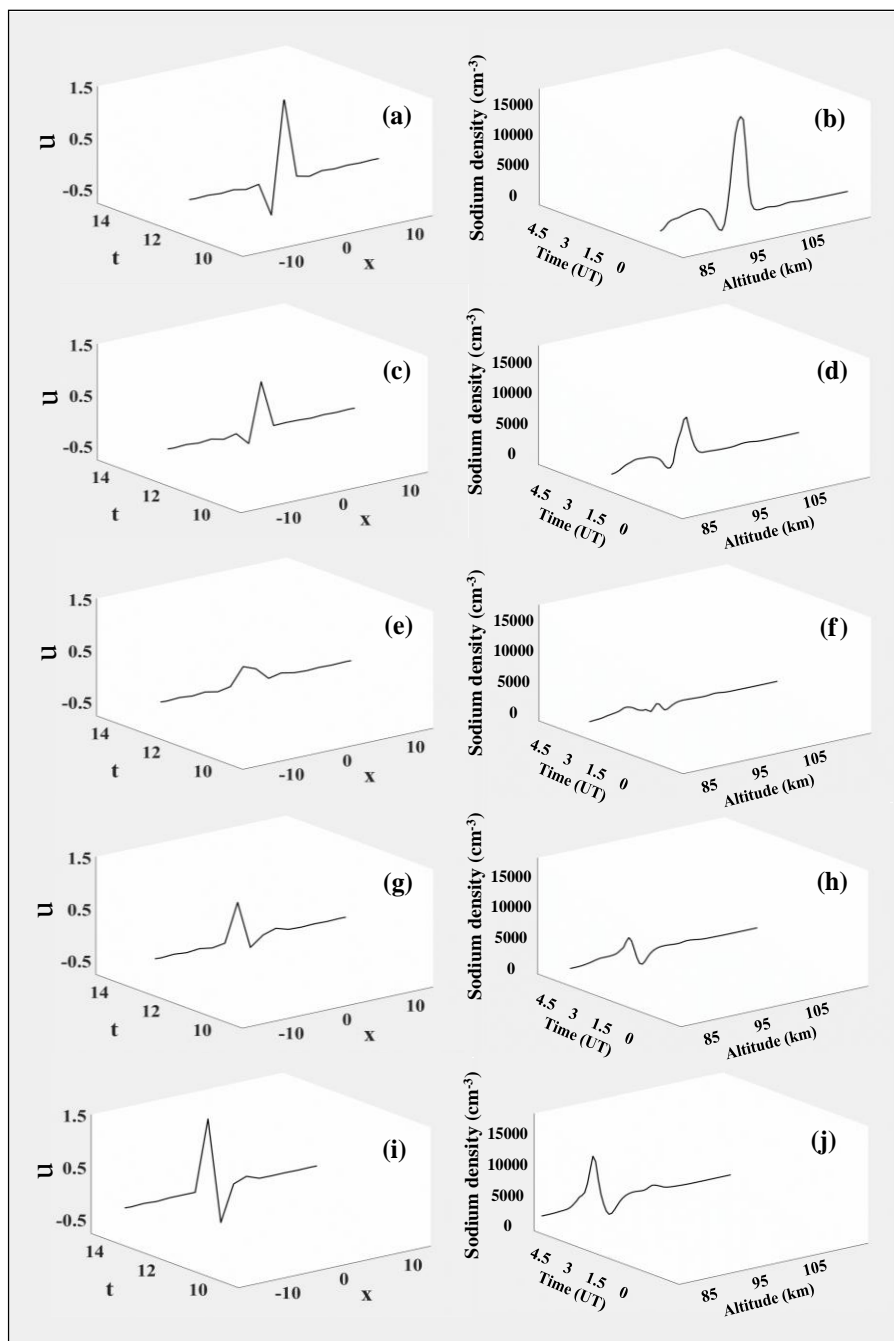 1.5
0.5
-0.5
u
14
12
10
t
-10
0
10
x
(a)
15000
10000
5000
0
Sodium density (cm-3)
4.5 3 1.5 0
Time (UT)
85 95 105
Altitude (km)
(b)
1.5
0.5
-0.5
u
14
12
10
t
-10
0
10
x
(c)
15000
10000
5000
0
Sodium density (cm-3)
4.5 3 1.5 0
Time (UT)
85 95 105
Altitude (km)
(d)
1.5
0.5
-0.5
u
14
12
10
t
-10
0
10
x
(e)
15000
10000
5000
0
Sodium density (cm-3)
4.5 3 1.5 0
Time (UT)
85 95 105
Altitude (km)
(f)
1.5
0.5
-0.5
u
14
12
10
t
-10
0
10
x
(g)
15000
10000
5000
0
Sodium density (cm-3)
4.5 3 1.5 0
Time (UT)
85 95 105
Altitude (km)
(h)
1.5
0.5
-0.5
u
14
12
10
t
-10
0
10
x
(i)
15000
10000
5000
0
Sodium density (cm-3)
4.5 3 1.5 0
Time (UT)
85 95 105
Altitude (km)
(j)